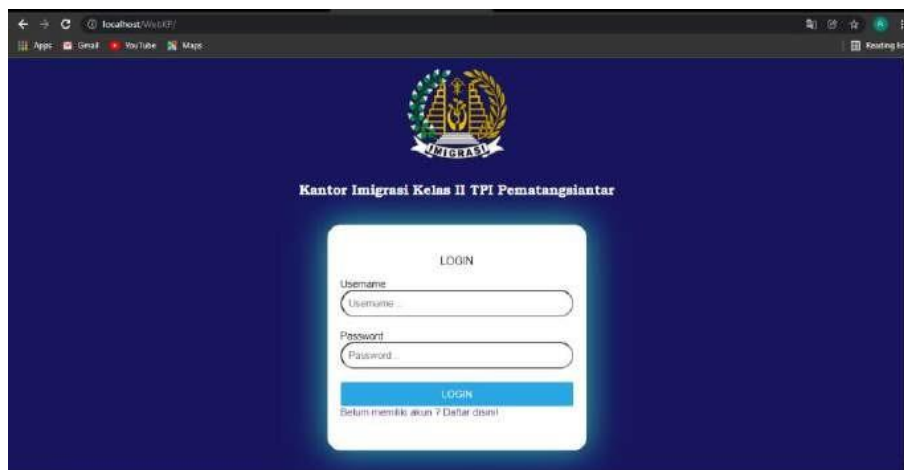 localhost/WebKP/
Apps Gmail YouTube Maps
Reading
IMIGRASI
Kantor Imigrasi Kelas II TPI Pematangsiantar
LOGIN
Username
Username...
Password
Password...
LOGIN
Belum memiliki akun ? Daftar disini!